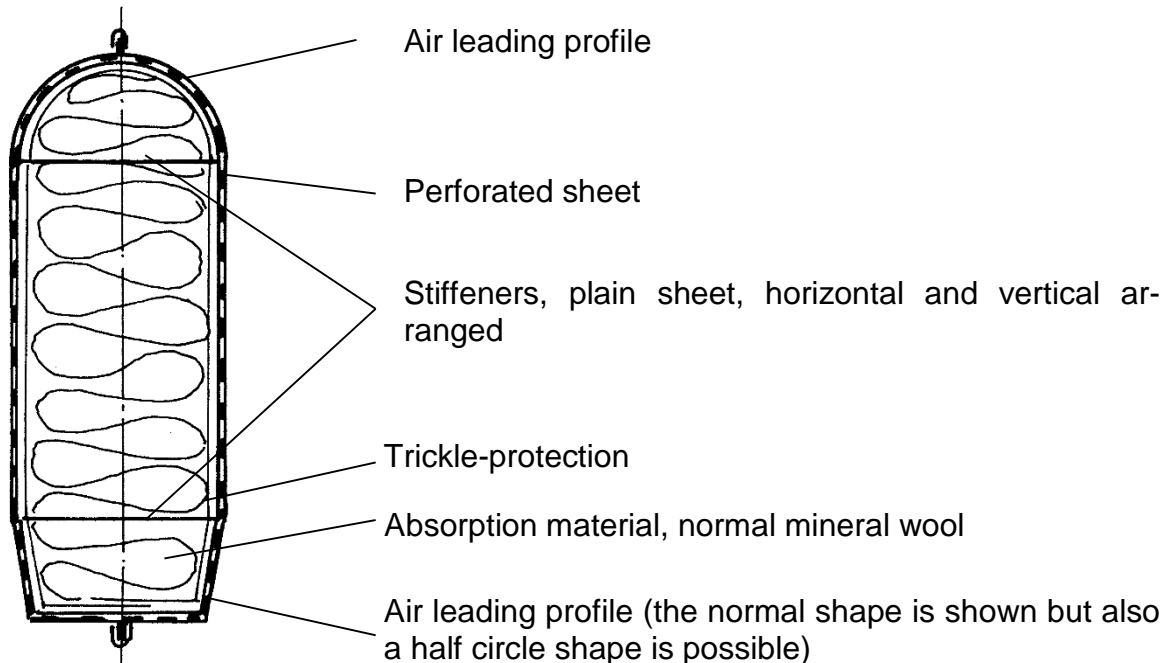 Air leading profile
Perforated sheet
Stiffeners, plain sheet, horizontal and vertical ar-
ranged
Trickle-protection
Absorption material, normal mineral wool
Air leading profile (the normal shape is shown but also
a half circle shape is possible)